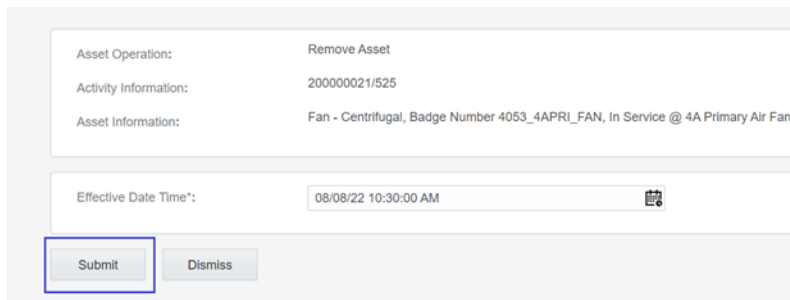 Asset Operation: Remove Asset
Activity Information: 200000021/525
Asset Information: Fan - Centrifugal, Badge Number 4053_4APRI_FAN, In Service @ 4A Primary Air Fan
Effective Date Time*: 08/08/22 10:30:00 AM
Submit Dismiss